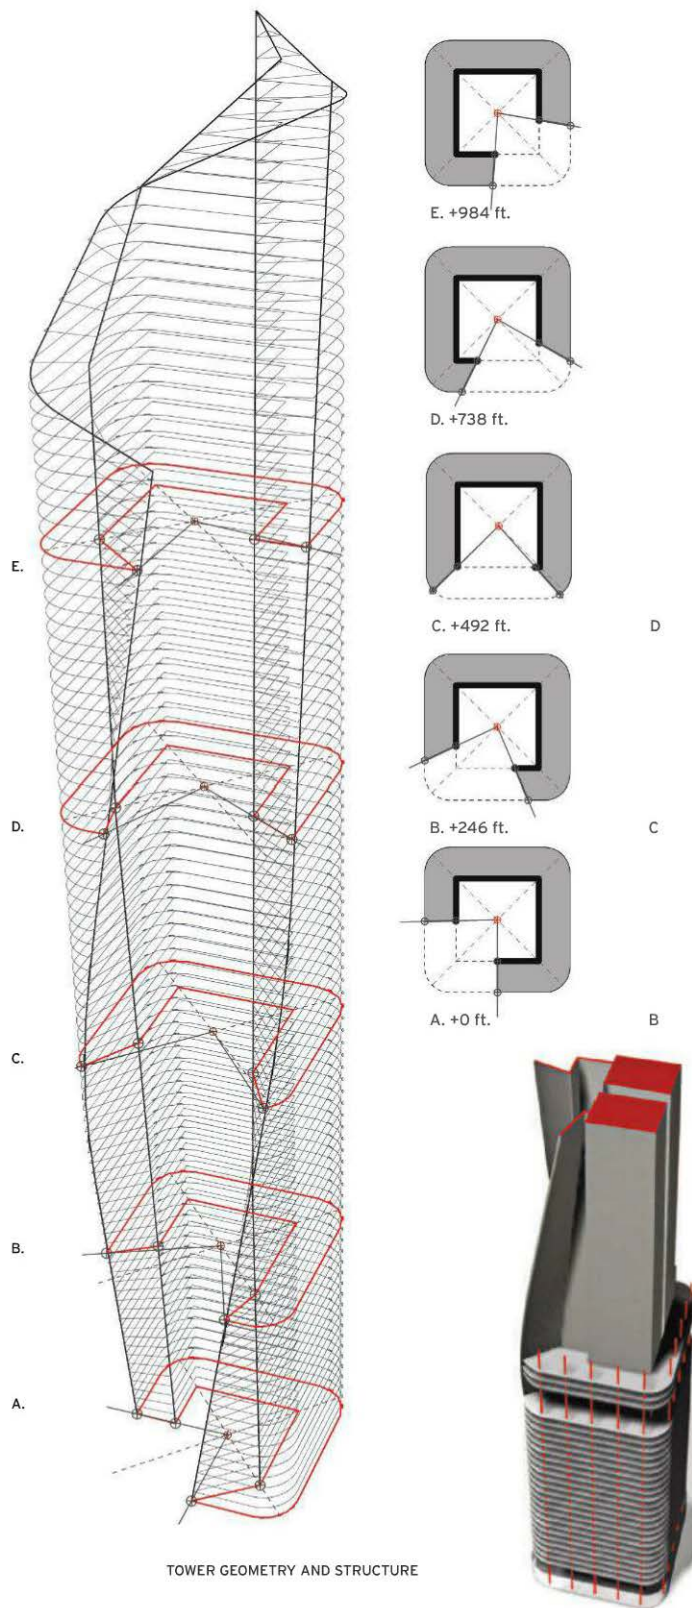 E. +984 ft.
D. +738 ft.
E.
C. +492 ft.
D
B. +246 ft.
C
D.
A. +0 ft.
B
C.
B.
A.
TOWER GEOMETRY AND STRUCTURE